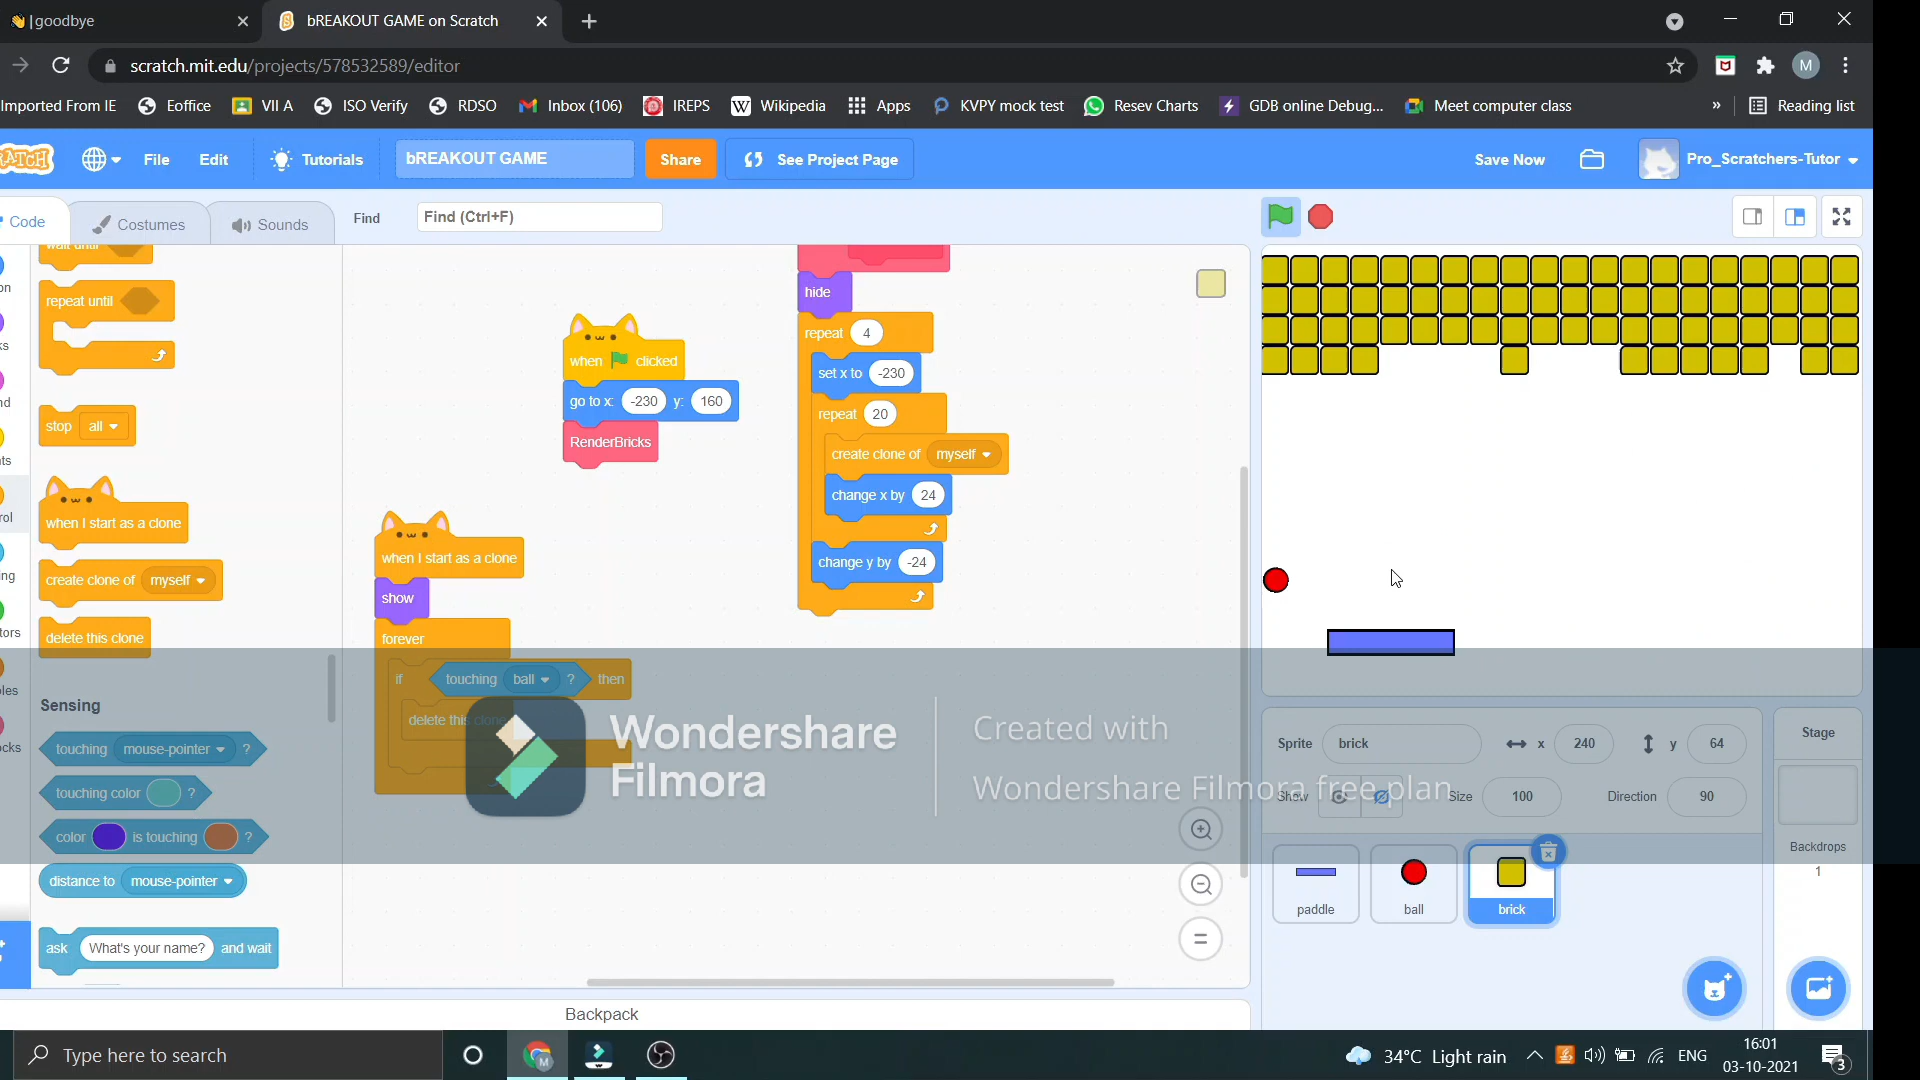 goodbye
bREAKOUT GAME on Scratch
scratch.mit.edu/projects/578532589/editor
M
Imported From IE
Eoffice
VII A
ISO Verify
RDSO
Inbox (106)
IREPS
Wikipedia
Apps
KVPY mock test
Resev Charts
GDB online Debug...
Meet computer class
»
Reading list
File
Edit
Tutorials
bREAKOUT GAME
Share
See Project Page
Save Now
Pro_Scratchers-Tutor
Code
Costumes
Sounds
Find
Find (Ctrl+F)
wait until
repeat until
stop all
when I start as a clone
create clone of myself
delete this clone
Sensing
touching mouse-pointer ?
touching color ?
color is touching ?
distance to mouse-pointer
ask What's your name? and wait
when clicked
go to x: -230 y: 160
RenderBricks
when I start as a clone
show
forever
if touching ball ? then
delete this clone
hide
repeat 4
set x to -230
repeat 20
create clone of myself
change x by 24
change y by -24
Wondershare
Filmora
Created with
Wondershare Filmora free plan
Sprite brick x 240 y 64
Show Size 100 Direction 90
paddle
ball
brick
Stage
Backdrops
1
Backpack
Type here to search
34°C Light rain
ENG
16:01
03-10-2021
3